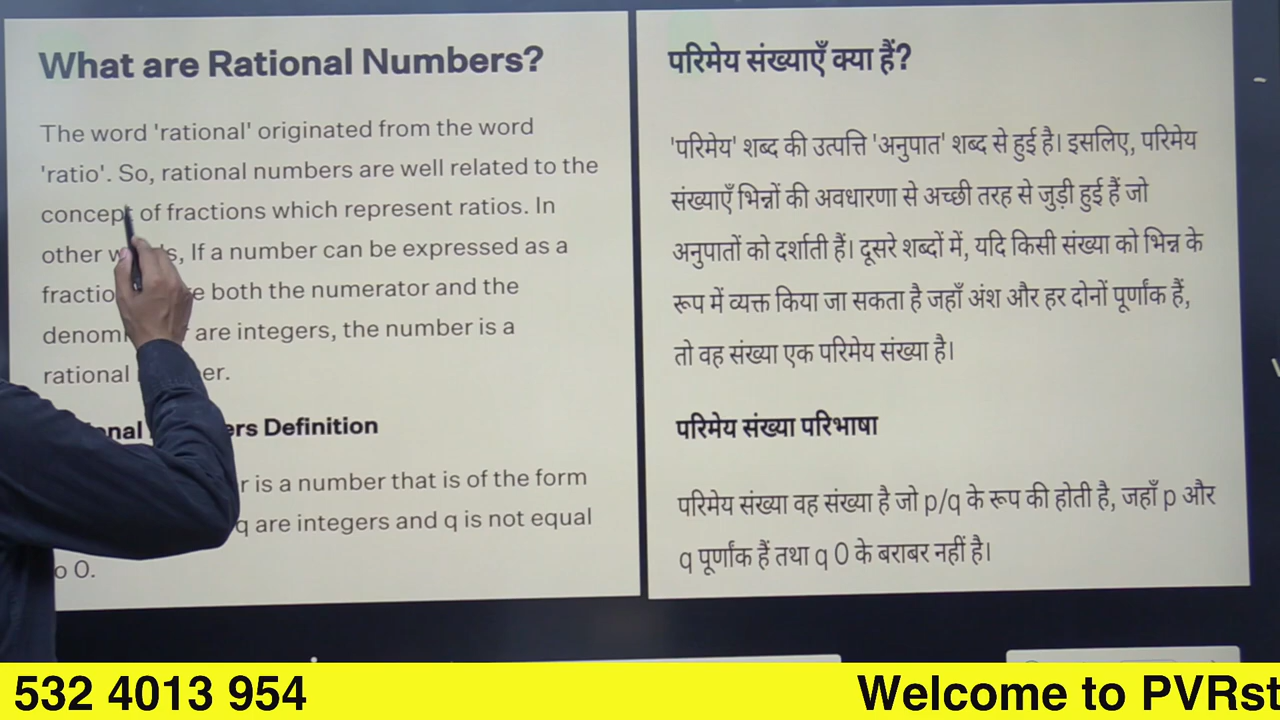 What are Rational Numbers?
The word 'rational' originated from the word
'ratio'. So, rational numbers are well related to the
concept of fractions which represent ratios. In
other, If a number can be expressed as a
both the numerator and the
are integers, the number is a
rational
Definition
is a number that is of the form
q are integers and q is not equal
0.
परिमेय संख्याएँ क्या हैं?
'परिमेय' शब्द की उत्पत्ति 'अनुपात' शब्द से हुई है। इसलिए, परिमेय
संख्याएँ भिन्नों की अवधारणा से अच्छी तरह से जुड़ी हुई हैं जो
अनुपातों को दर्शाती हैं। दूसरे शब्दों में, यदि किसी संख्या को भिन्न के
रूप में व्यक्त किया जा सकता है जहाँ अंश और हर दोनों पूर्णांक हैं,
तो वह संख्या एक परिमेय संख्या है।
परिमेय संख्या परिभाषा
परिमेय संख्या वह संख्या है जो p/q के रूप की होती है, जहाँ p और
q पूर्णांक हैं तथा q 0 के बराबर नहीं है।
532 4013 954
Welcome to PVRst